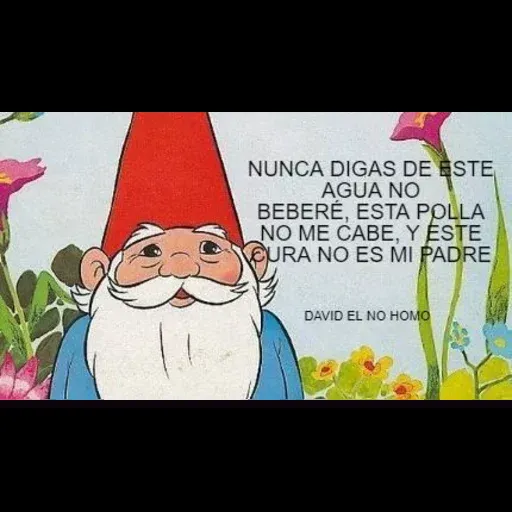 NUNCA DIGAS DE ESTE
AGUA NO
BEBERÉ, ESTA POLLA
NO ME CABE, Y ESTE
CURA NO ES MI PADRE
DAVID EL NO HOMO